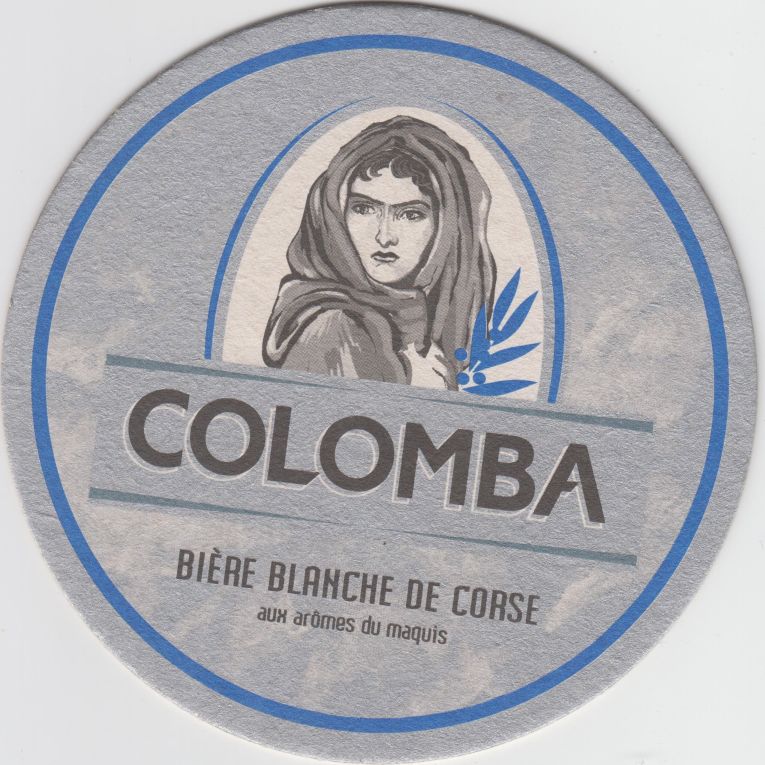 COLOMBA
BIÈRE BLANCHE DE CORSE
aux arômes du maquis